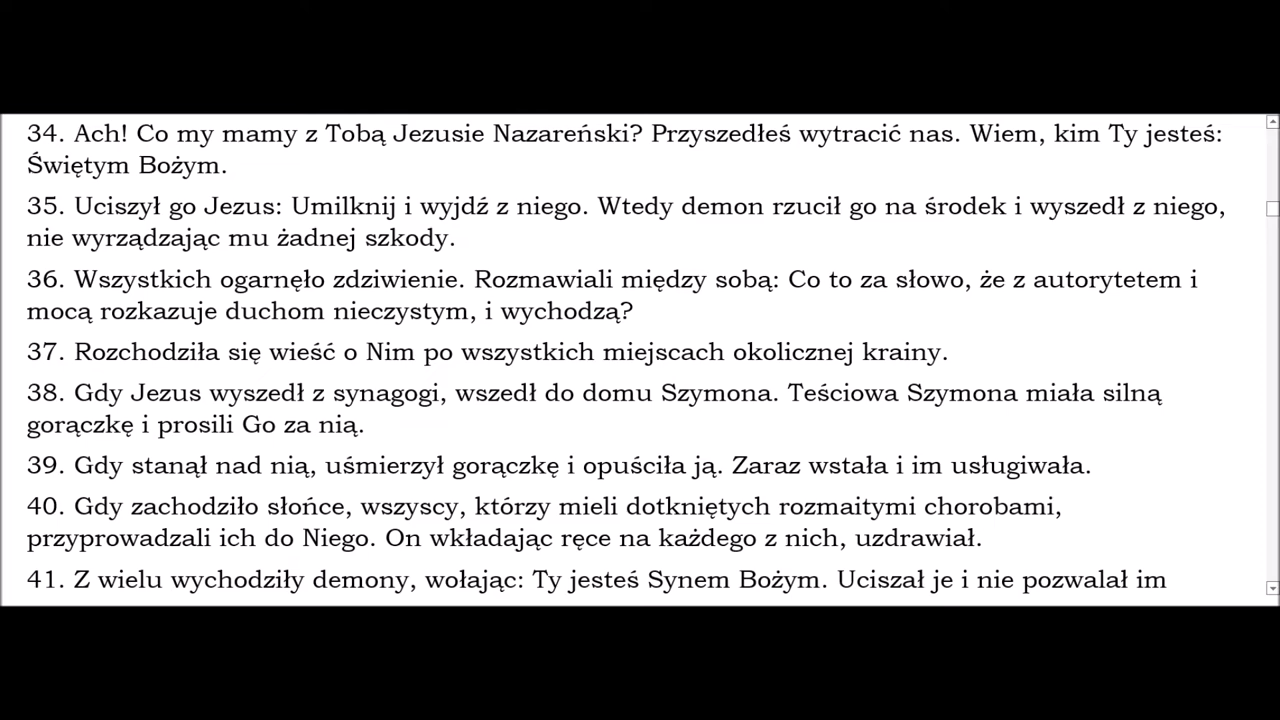 34. Ach! Co my mamy z Tobą Jezusie Nazareński? Przyszedłeś wytracić nas. Wiem, kim Ty jesteś:
Świętym Bożym.
35. Uciszył go Jezus: Umilknij i wyjdź z niego. Wtedy demon rzucił go na środek i wyszedł z niego,
nie wyrządzając mu żadnej szkody.
36. Wszystkich ogarnęło zdziwienie. Rozmawiali między sobą: Co to za słowo, że z autorytetem i
mocą rozkazuje duchom nieczystym, i wychodzą?
37. Rozchodziła się wieść o Nim po wszystkich miejscach okolicznej krainy.
38. Gdy Jezus wyszedł z synagogi, wszedł do domu Szymona. Teściowa Szymona miała silną
gorączkę i prosili Go za nią.
39. Gdy stanął nad nią, uśmierzył gorączkę i opuściła ją. Zaraz wstała i im usługiwała.
40. Gdy zachodziło słońce, wszyscy, którzy mieli dotkniętych rozmaitymi chorobami,
przyprowadzali ich do Niego. On wkładając ręce na każdego z nich, uzdrawiał.
41. Z wielu wychodziły demony, wołając: Ty jesteś Synem Bożym. Uciszał je i nie pozwalał im